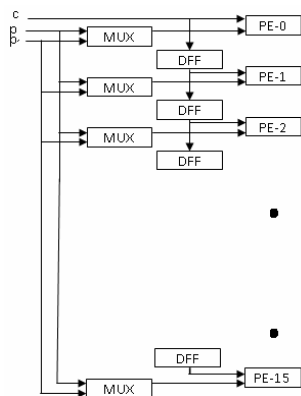 c
p
p'
MUX
PE-0
DFF
MUX
PE-1
DFF
MUX
PE-2
DFF
DFF
PE-15
MUX